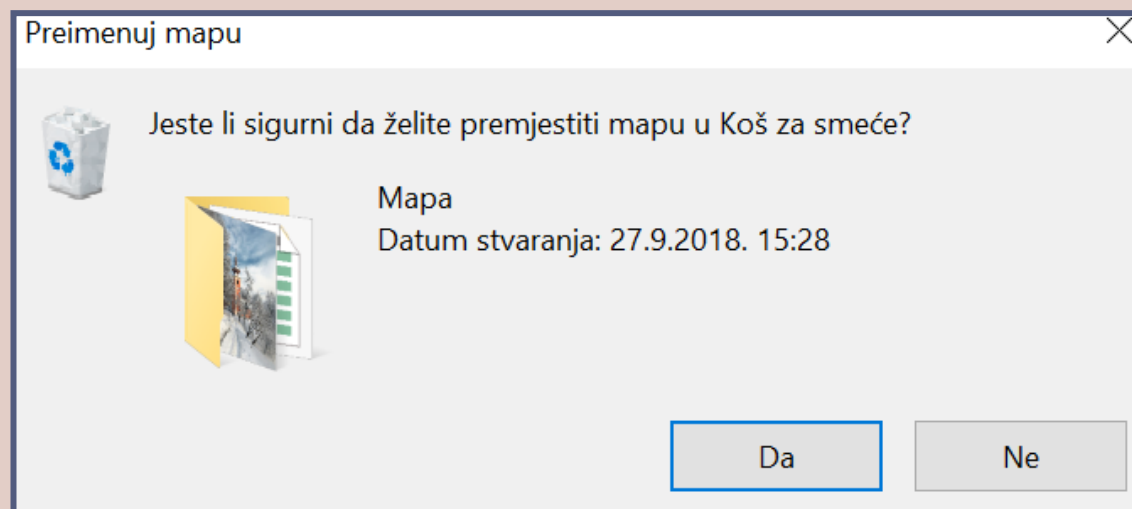 Preimenuj mapu
Jeste li sigurni da želite premjestiti mapu u Koš za smeće?
Mapa
Datum stvaranja: 27.9.2018. 15:28
Da
Ne